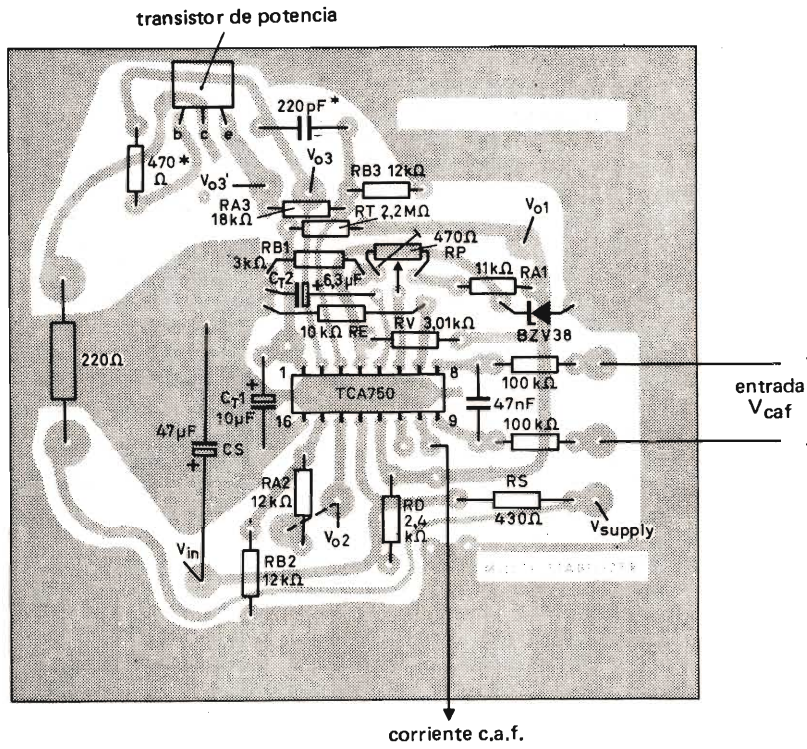 transistor de potencia
b c e
220pF*
470*
Ω
Vo3'
Vo3
RB3 12kΩ
RA3
18kΩ
RT 2,2MΩ
Vo1
RB1
3kΩ
470Ω
RP
11kΩ RA1
CT2 + 6,3µF
10kΩ RE
RV 3,01kΩ
BZV38
220Ω
1 8
TCA750
16 9
+
CT1
10µF
47nF
100 kΩ
entrada
Vcaf
100 kΩ
47µF
+ CS
RA2
12kΩ
Vo2
RD
2,4
kΩ
RS
430Ω
Vsupply
Vin
RB2
12kΩ
corriente c.a.f.